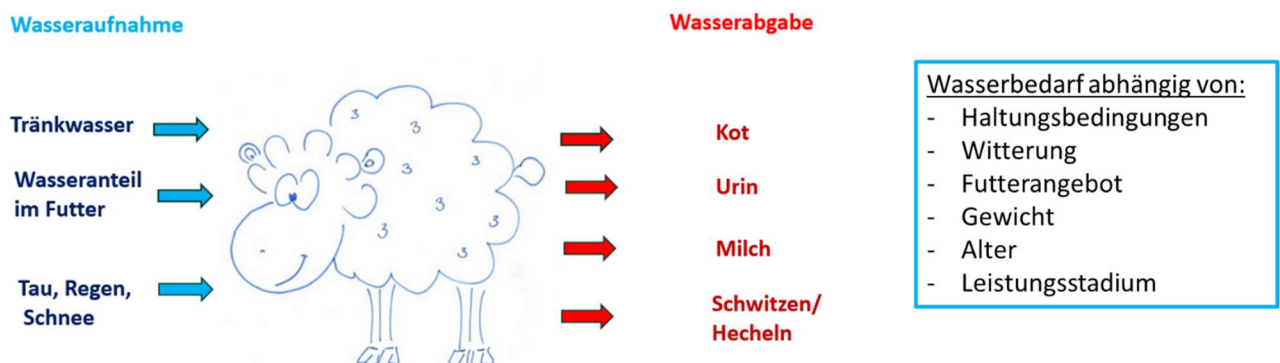 Wasseraufnahme
Tränkwasser
Wasseranteil
im Futter
Tau, Regen,
Schnee
Wasserabgabe
Kot
Urin
Milch
Schwitzen/
Hecheln
Wasserbedarf abhängig von:
- Haltungsbedingungen
- Witterung
- Futterangebot
- Gewicht
- Alter
- Leistungsstadium